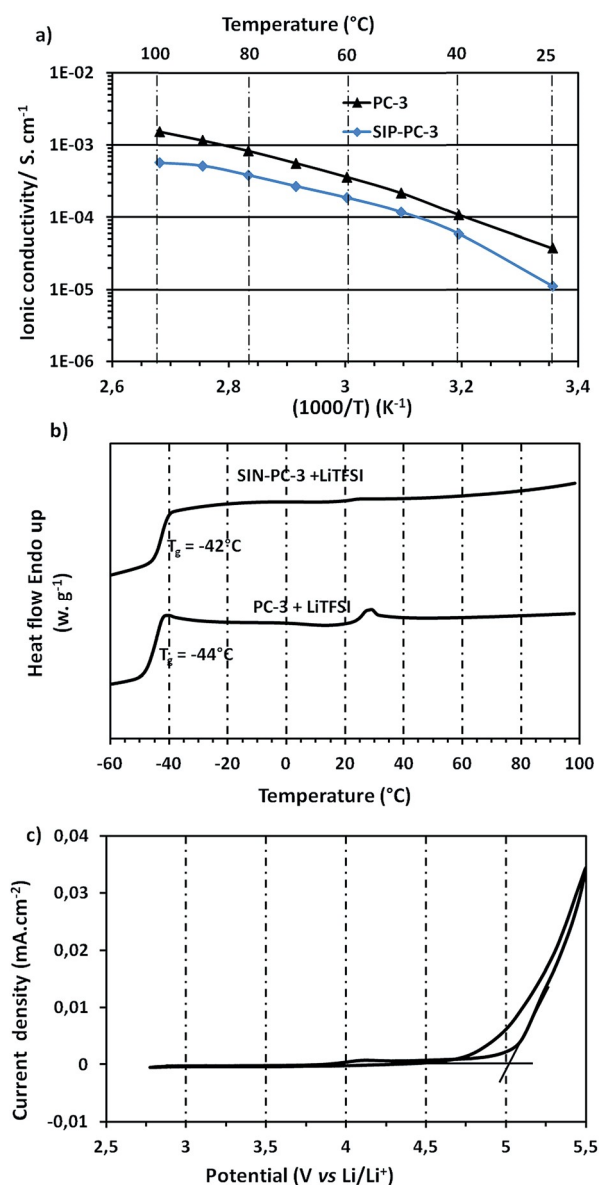 a)
Temperature (°C)
100 80 60 40 25
Ionic conductivity/ S. cm⁻¹
1E-02
1E-03
1E-04
1E-05
1E-06
PC-3
SIP-PC-3
2,6 2,8 3 3,2 3,4
(1000/T) (K⁻¹)
b)
Heat flow Endo up
(w. g⁻¹)
SIN-PC-3 +LiTFSI
Tg = -42°C
PC-3 + LiTFSI
Tg = -44°C
-60 -40 -20 0 20 40 60 80 100
Temperature (°C)
c)
Current density (mA.cm⁻²)
0,04
0,03
0,02
0,01
0
-0,01
2,5 3 3,5 4 4,5 5 5,5
Potential (V vs Li/Li⁺)